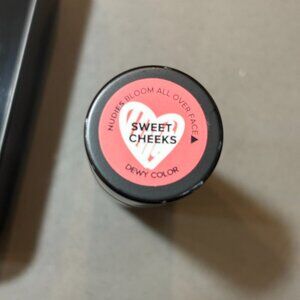 NUDIES BLOOM ALL OVER FACE
SWEET
CHEEKS
DEWY COLOR